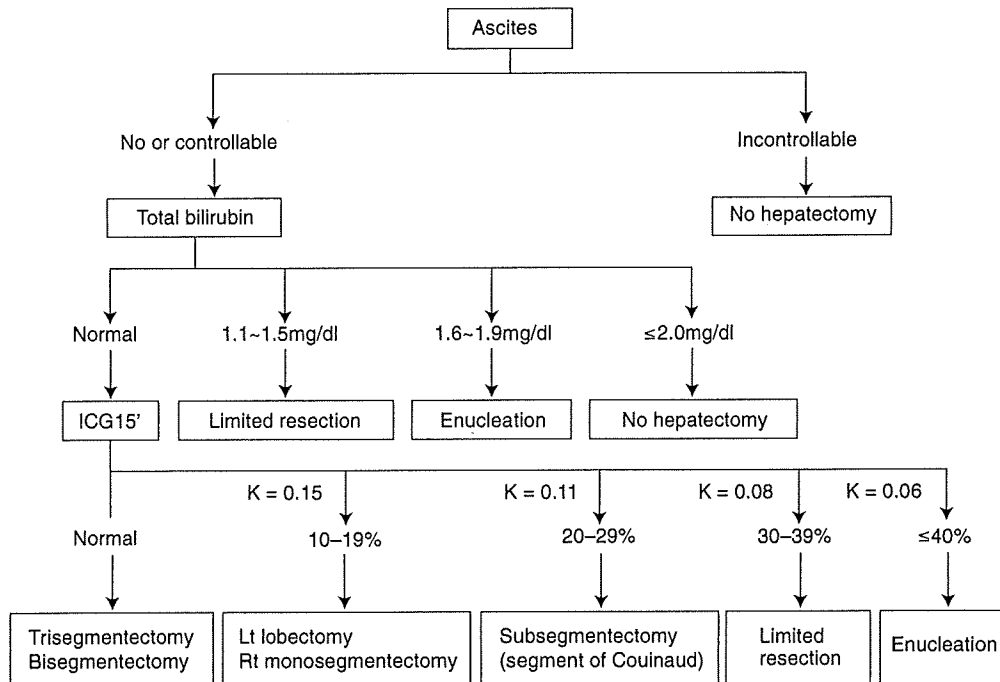 Ascites
No or controllable
Incontrollable
Total bilirubin
No hepatectomy
Normal
1.1~1.5mg/dl
1.6~1.9mg/dl
≤2.0mg/dl
ICG15'
Limited resection
Enucleation
No hepatectomy
K = 0.15
K = 0.11
K = 0.08
K = 0.06
Normal
10–19%
20–29%
30–39%
≤40%
Trisegmentectomy
Bisegmentectomy
Lt lobectomy
Rt monosegmentectomy
Subsegmentectomy
(segment of Couinaud)
Limited
resection
Enucleation